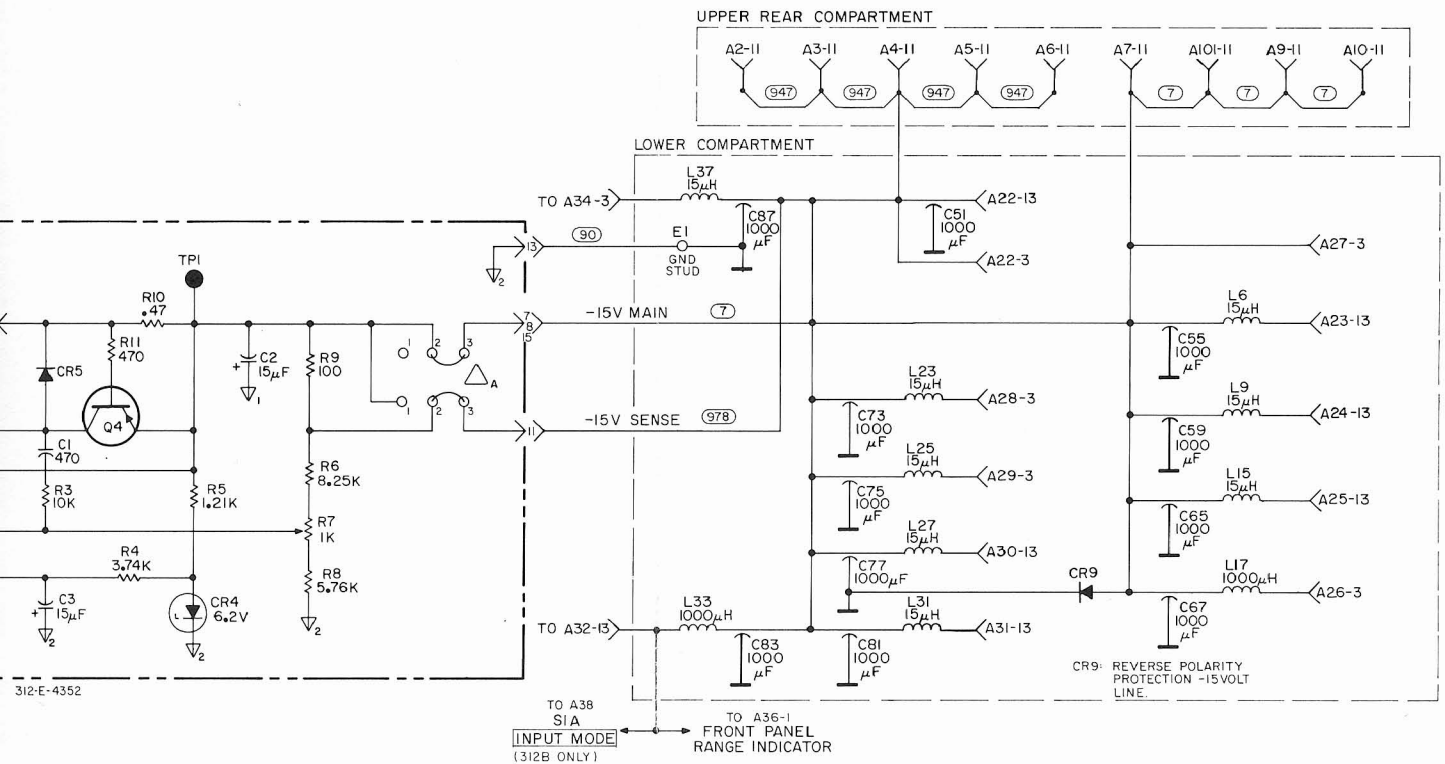 UPPER REAR COMPARTMENT
A2-11 A3-11 A4-11 A5-11 A6-11 A7-11 A101-11 A9-11 A10-11
947 947 947 947 7 7 7
LOWER COMPARTMENT
L37
15µH
TO A34-3
C87
1000
µF
C51
1000
µF
A22-13
13
90
E1
GND
STUD
2
A22-3
A27-3
TP1
R10
.47
7
8
15
-15V MAIN
7
L6
15µH
A23-13
C55
1000
µF
R11
470
CR5
+
C2
15µF
1
R9
100
1 2 3
A
1 2 3
L23
15µH
A28-3
C73
1000
µF
L9
15µH
A24-13
C59
1000
µF
Q4
11
-15V SENSE
978
C1
470
R3
10K
R5
1.21K
R6
8.25K
R7
1K
L25
15µH
A29-3
C75
1000
µF
L15
15µH
A25-13
C65
1000
µF
R4
3.74K
R8
5.76K
2
L27
15µH
A30-13
C77
1000µF
CR9
L17
1000µH
A26-3
C67
1000
µF
+
C3
15µF
2
L
CR4
6.2V
2
TO A32-13
L33
1000µH
C83
1000
µF
L31
15µH
A31-13
C81
1000
µF
CR9: REVERSE POLARITY
PROTECTION -15VOLT
LINE.
312-E-4352
TO A38
S1A
INPUT MODE
(312B ONLY)
TO A36-1
FRONT PANEL
RANGE INDICATOR